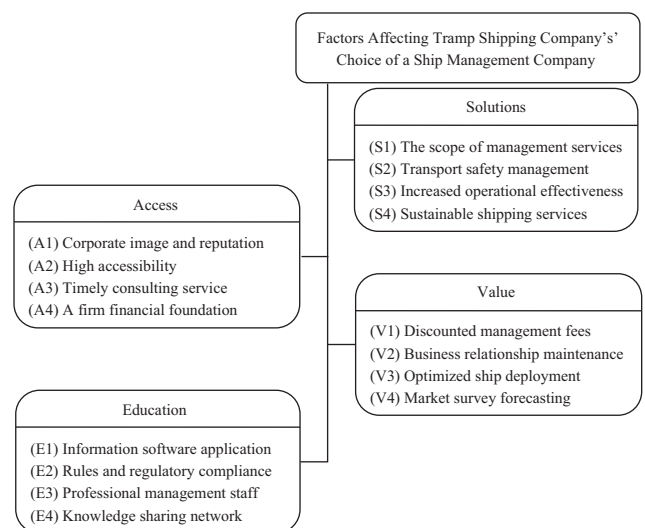 Factors Affecting Tramp Shipping Company's'
Choice of a Ship Management Company
Solutions
(S1) The scope of management services
(S2) Transport safety management
(S3) Increased operational effectiveness
(S4) Sustainable shipping services
Access
(A1) Corporate image and reputation
(A2) High accessibility
(A3) Timely consulting service
(A4) A firm financial foundation
Value
(V1) Discounted management fees
(V2) Business relationship maintenance
(V3) Optimized ship deployment
(V4) Market survey forecasting
Education
(E1) Information software application
(E2) Rules and regulatory compliance
(E3) Professional management staff
(E4) Knowledge sharing network